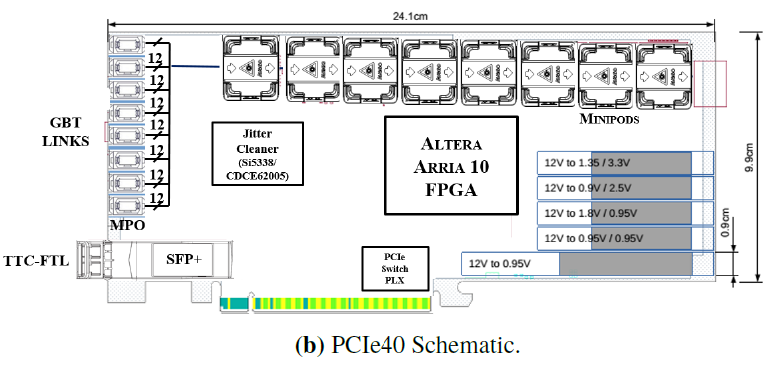 24.1cm
12
12
12
12
12
12
12
GBT
LINKS
MPO
Jitter
Cleaner
(Si5338/
CDCE62005)
ALTERA
ARRIA 10
FPGA
MINIPODS
12V to 1.35 / 3.3V
12V to 0.9V / 2.5V
12V to 1.8V / 0.95V
12V to 0.95V / 0.95V
12V to 0.95V
9.9cm
0.9cm
TTC-FTL
SFP+
PCIe
Switch
PLX
(b) PCIe40 Schematic.